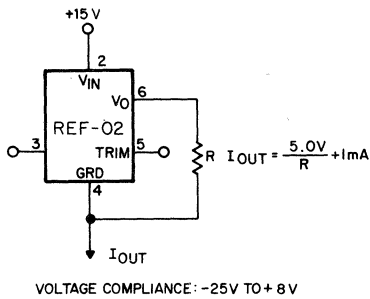 +15V
2
VIN
6
VO
REF-02
3
5
TRIM
GRD
4
R
IOUT = 5.0V/R +1mA
IOUT
VOLTAGE COMPLIANCE: -25V TO + 8V